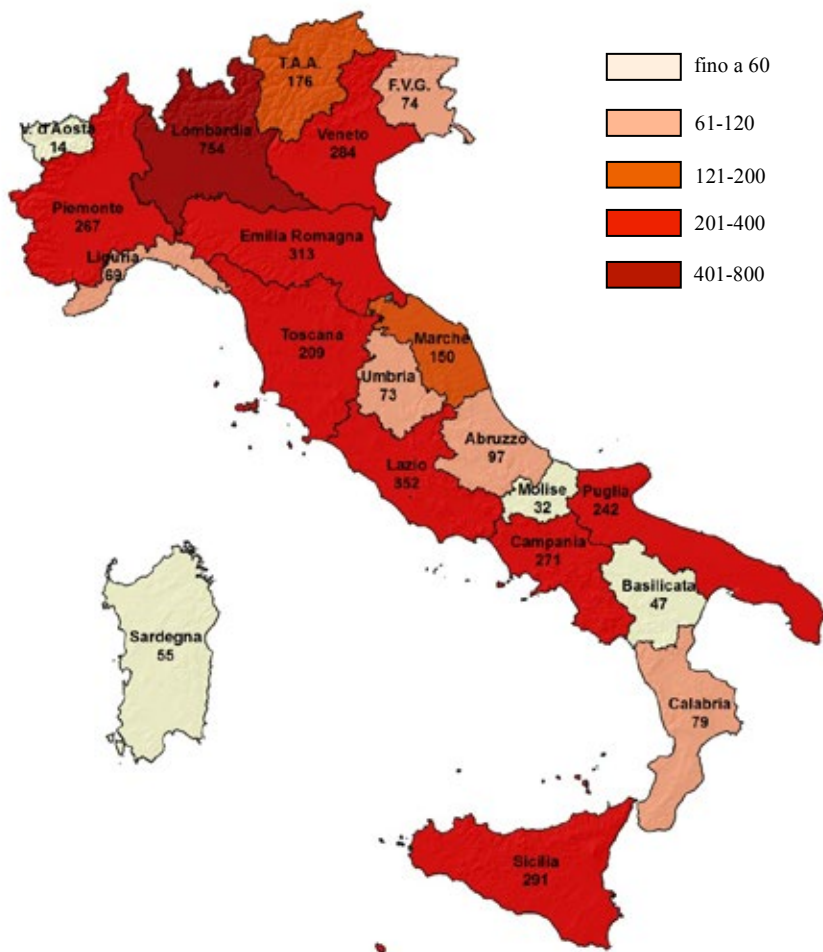 T.A.A.
176
F.V.G.
74
V. d'Aosta
14
Lombardia
754
Veneto
284
Piemonte
267
Emilia Romagna
313
Liguria
69
Toscana
209
Marche
150
Umbria
73
Abruzzo
97
Lazio
352
Molise
32
Puglia
242
Campania
271
Basilicata
47
Sardegna
55
Calabria
79
Sicilia
291
fino a 60
61-120
121-200
201-400
401-800